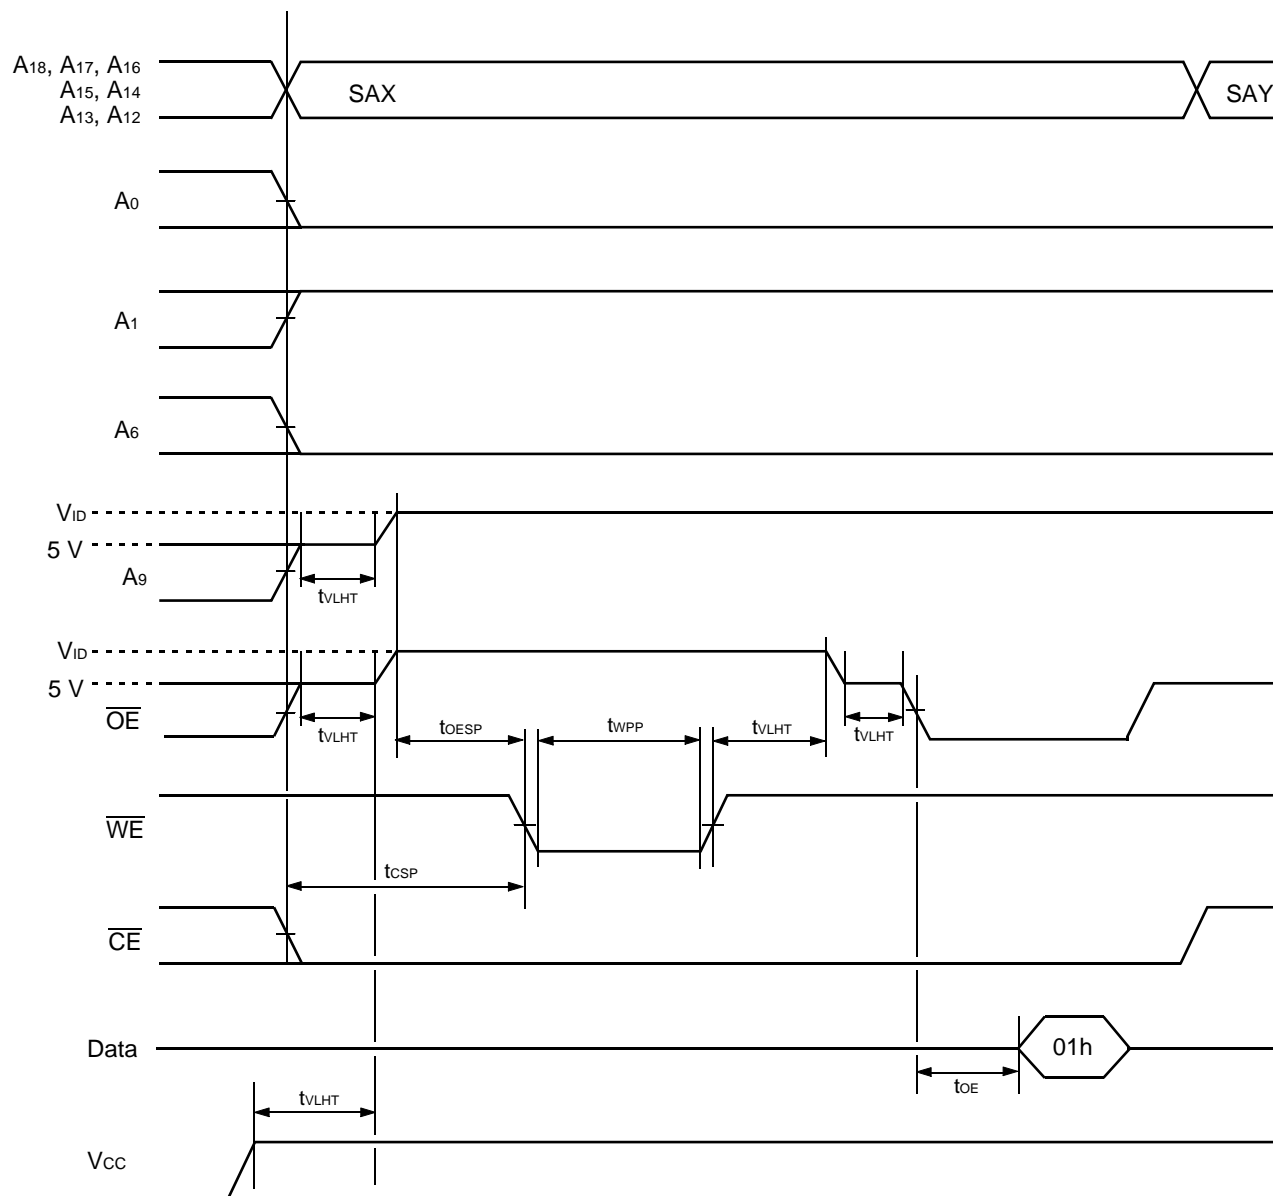 A18, A17, A16
A15, A14
A13, A12
SAX
SAY
A0
A1
A6
VID
5 V
A9
tVLHT
VID
5 V
OE
tVLHT
tOESP
tWPP
tVLHT
tVLHT
WE
tCSP
CE
Data
01h
tOE
tVLHT
VCC